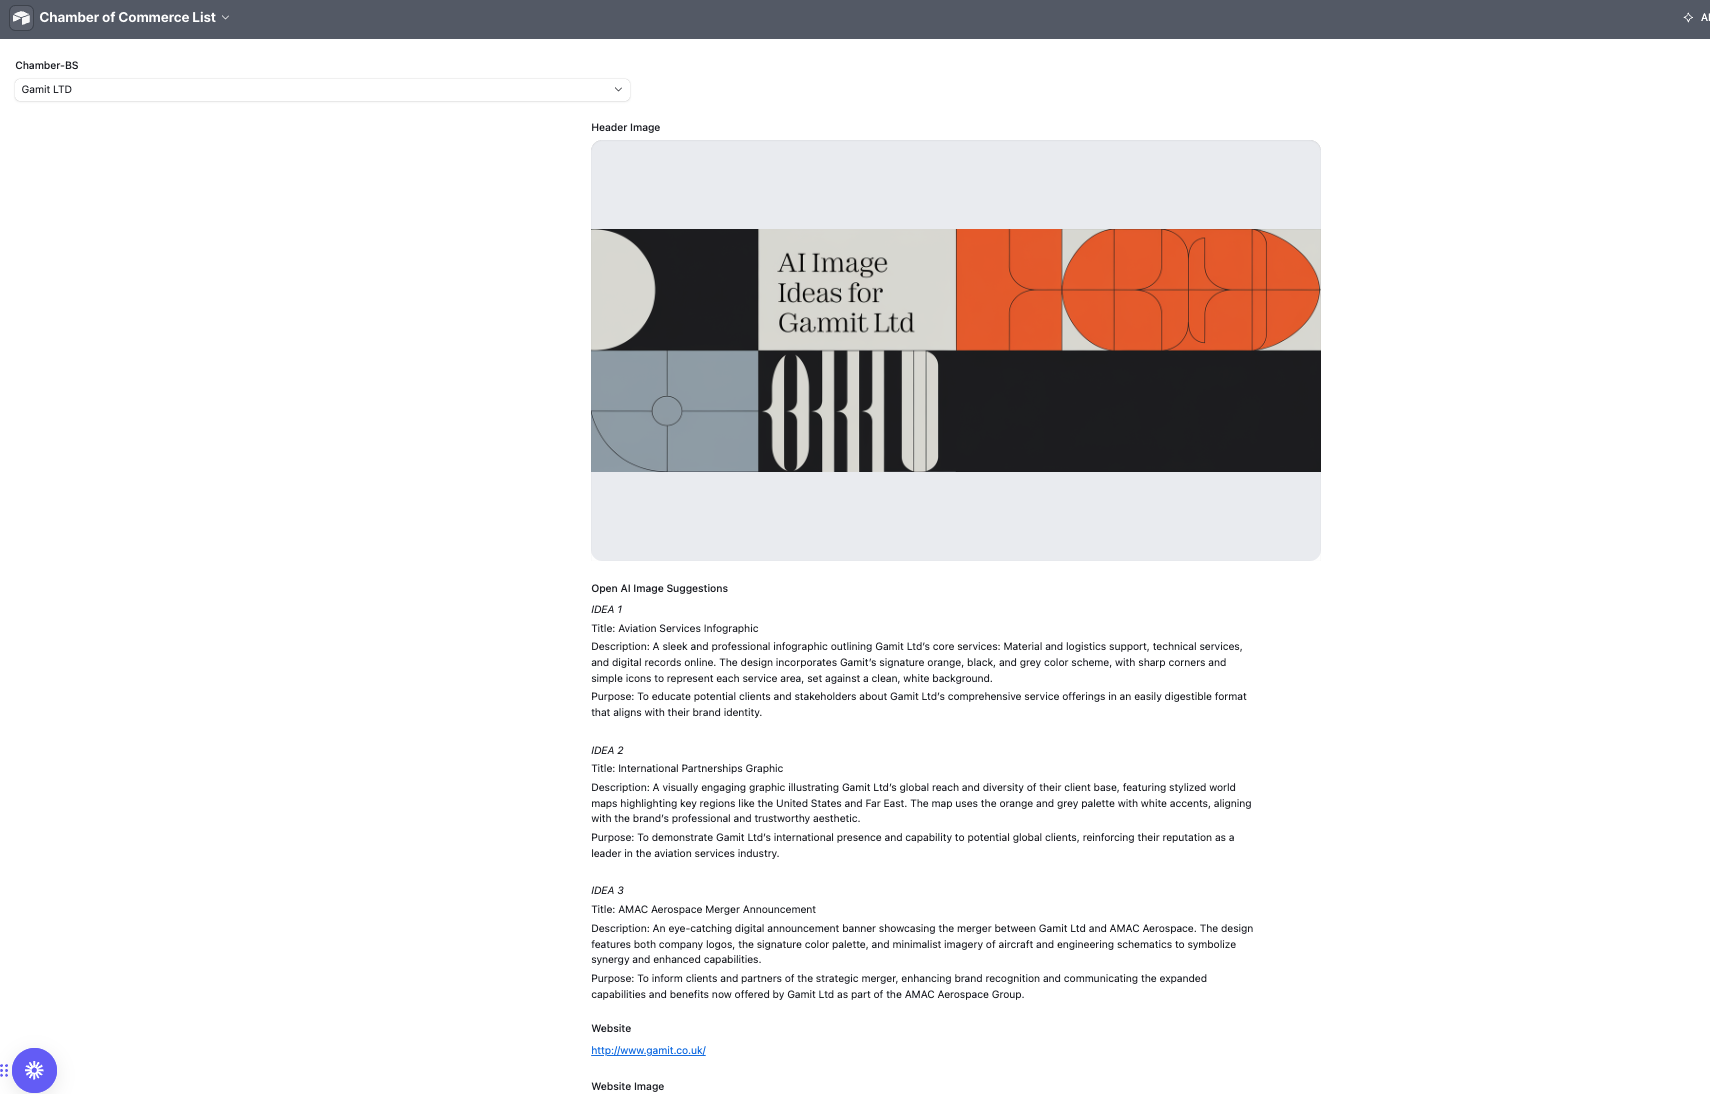 Chamber of Commerce List
Chamber-BS
Gamit LTD
Header Image
AI Image
Ideas for
Gamit Ltd
Open AI Image Suggestions
IDEA 1
Title: Aviation Services Infographic
Description: A sleek and professional infographic outlining Gamit Ltd's core services: Material and logistics support, technical services,
and digital records online. The design incorporates Gamit's signature orange, black, and grey color scheme, with sharp corners and
simple icons to represent each service area, set against a clean, white background.
Purpose: To educate potential clients and stakeholders about Gamit Ltd's comprehensive service offerings in an easily digestible format
that aligns with their brand identity.
IDEA 2
Title: International Partnerships Graphic
Description: A visually engaging graphic illustrating Gamit Ltd's global reach and diversity of their client base, featuring stylized world
maps highlighting key regions like the United States and Far East. The map uses the orange and grey palette with white accents, aligning
with the brand's professional and trustworthy aesthetic.
Purpose: To demonstrate Gamit Ltd's international presence and capability to potential global clients, reinforcing their reputation as a
leader in the aviation services industry.
IDEA 3
Title: AMAC Aerospace Merger Announcement
Description: An eye-catching digital announcement banner showcasing the merger between Gamit Ltd and AMAC Aerospace. The design
features both company logos, the signature color palette, and minimalist imagery of aircraft and engineering schematics to symbolize
synergy and enhanced capabilities.
Purpose: To inform clients and partners of the strategic merger, enhancing brand recognition and communicating the expanded
capabilities and benefits now offered by Gamit Ltd as part of the AMAC Aerospace Group.
Website
http://www.gamit.co.uk/
Website Image